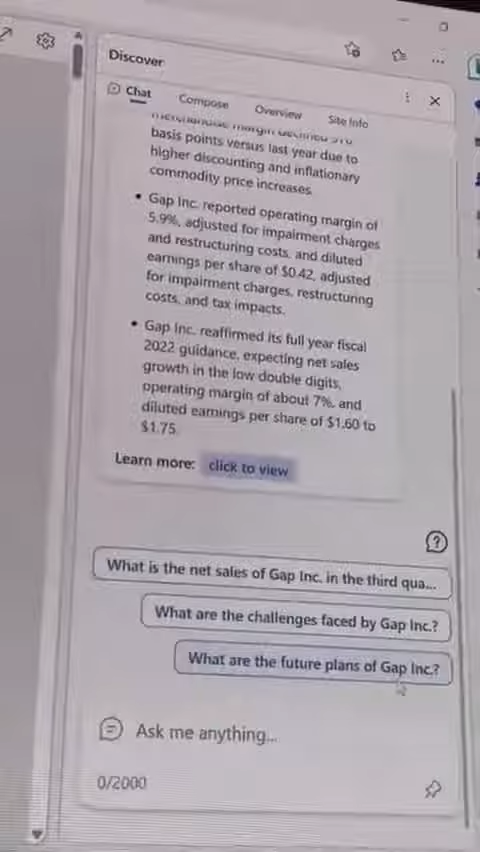 Discover
Chat
Compose
Overview
Site Info
basis points versus last year due to
higher discounting and inflationary
commodity price increases.
• Gap Inc. reported operating margin of
5.9%, adjusted for impairment charges
and restructuring costs, and diluted
earnings per share of $0.42, adjusted
for impairment charges, restructuring
costs, and tax impacts.
• Gap Inc. reaffirmed its full year fiscal
2022 guidance, expecting net sales
growth in the low double digits,
operating margin of about 7%, and
diluted earnings per share of $1.60 to
$1.75.
Learn more: click to view
What is the net sales of Gap Inc. in the third qua...
What are the challenges faced by Gap Inc.?
What are the future plans of Gap Inc.?
Ask me anything...
0/2000